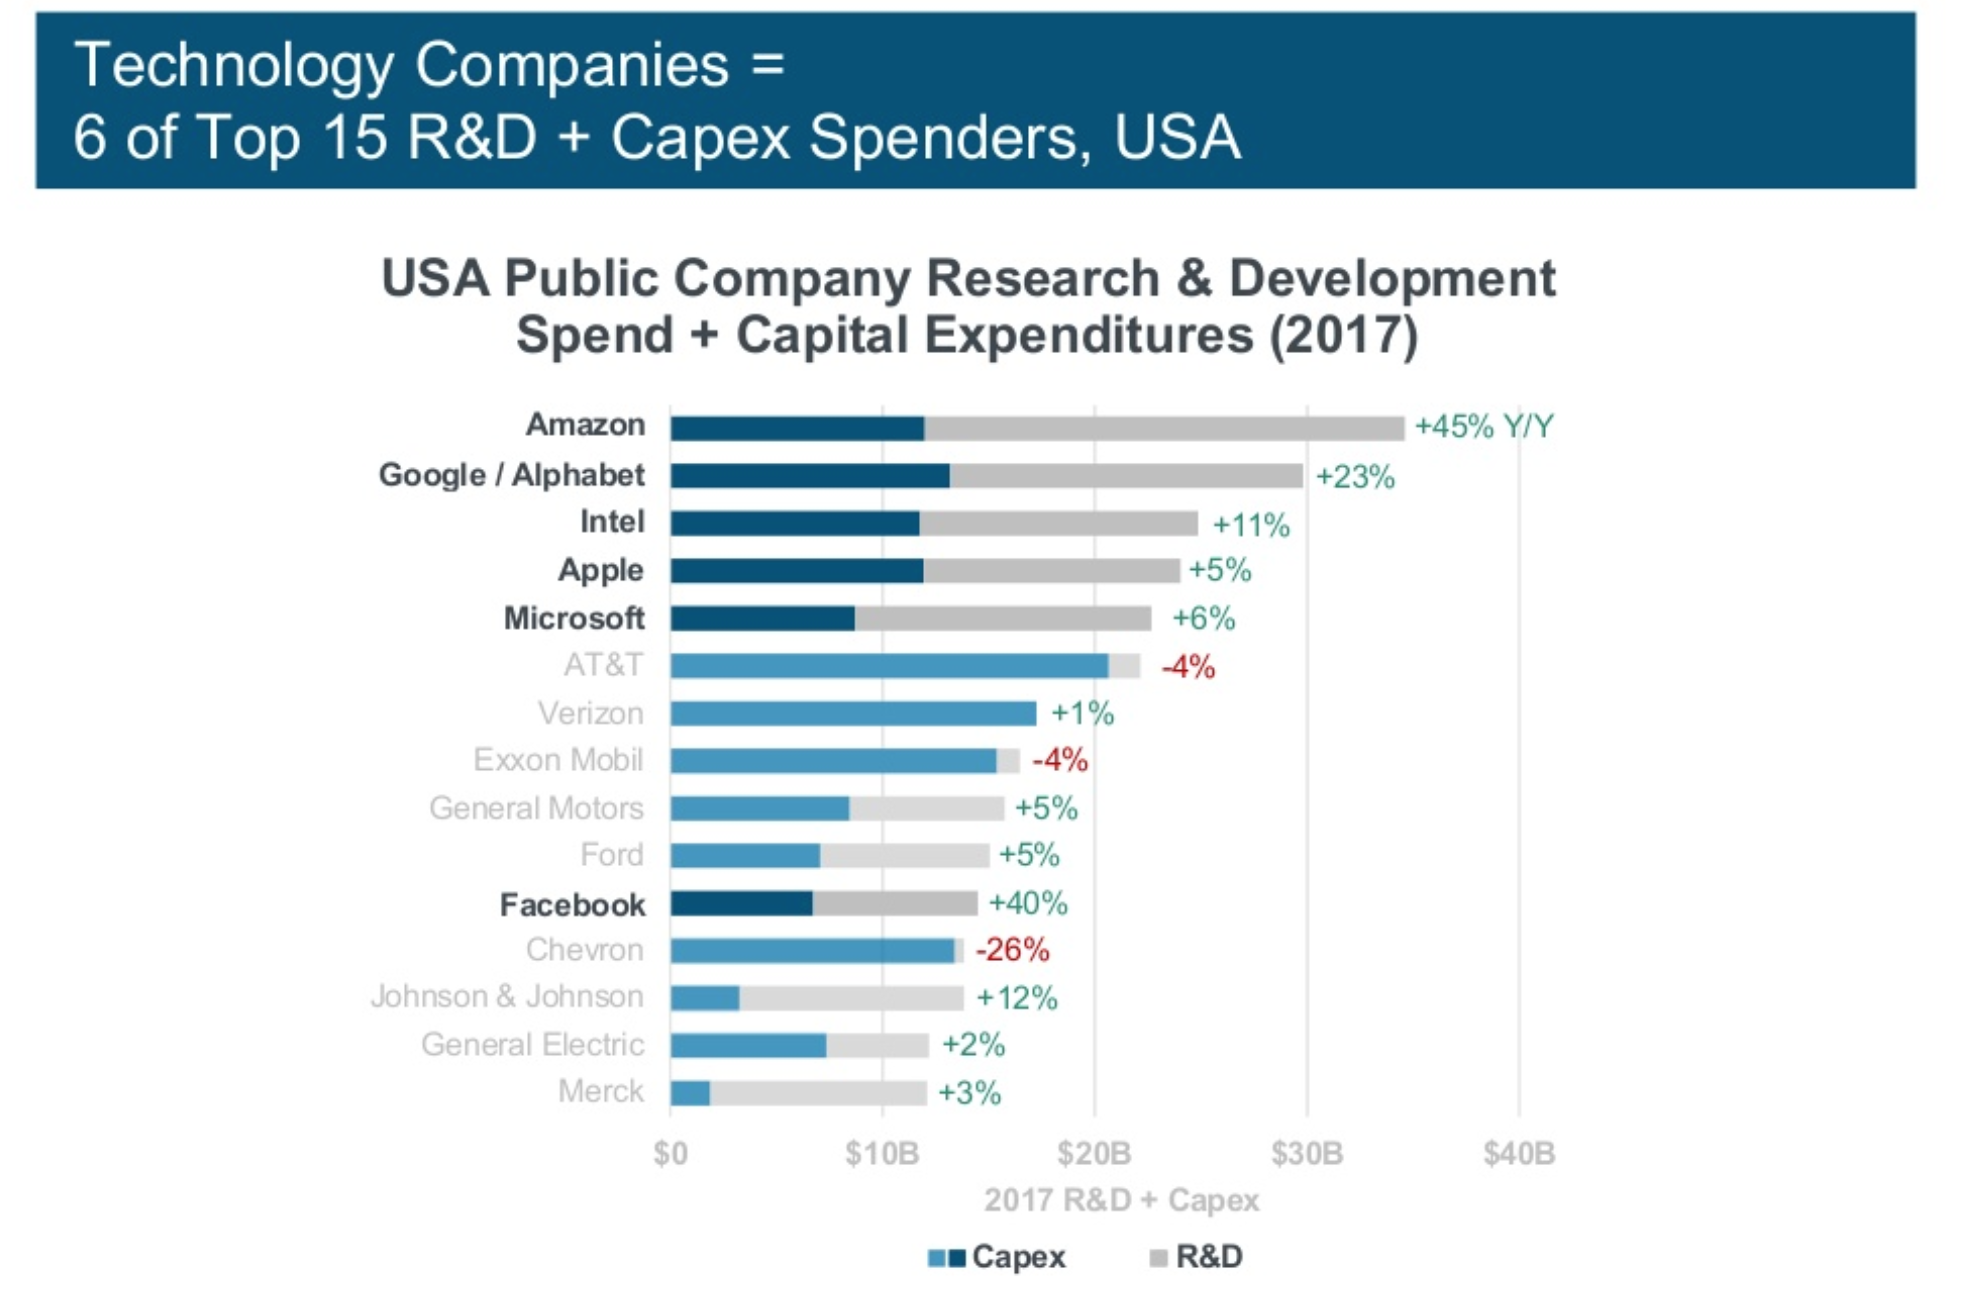 Technology Companies =
6 of Top 15 R&D + Capex Spenders, USA
USA Public Company Research & Development
Spend + Capital Expenditures (2017)
Amazon +45% Y/Y
Google / Alphabet +23%
Intel +11%
Apple +5%
Microsoft +6%
AT&T -4%
Verizon +1%
Exxon Mobil -4%
General Motors +5%
Ford +5%
Facebook +40%
Chevron -26%
Johnson & Johnson +12%
General Electric +2%
Merck +3%
$0 $10B $20B $30B $40B
2017 R&D + Capex
Capex R&D